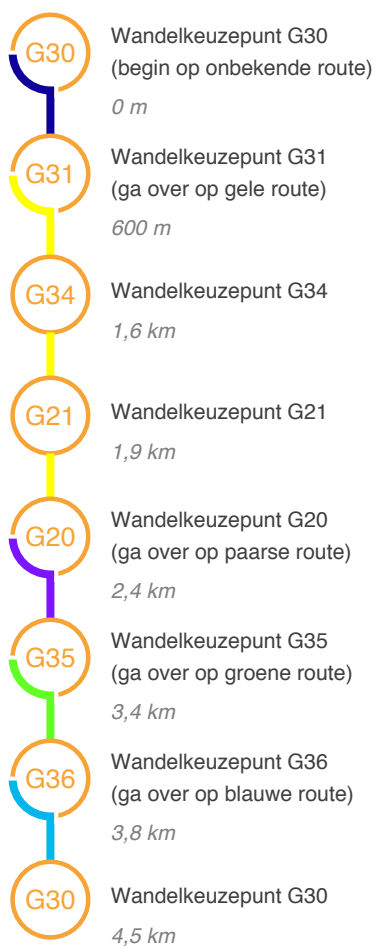 G30
Wandelkeuzepunt G30
(begin op onbekende route)
0 m
G31
Wandelkeuzepunt G31
(ga over op gele route)
600 m
G34
Wandelkeuzepunt G34
1,6 km
G21
Wandelkeuzepunt G21
1,9 km
G20
Wandelkeuzepunt G20
(ga over op paarse route)
2,4 km
G35
Wandelkeuzepunt G35
(ga over op groene route)
3,4 km
G36
Wandelkeuzepunt G36
(ga over op blauwe route)
3,8 km
G30
Wandelkeuzepunt G30
4,5 km